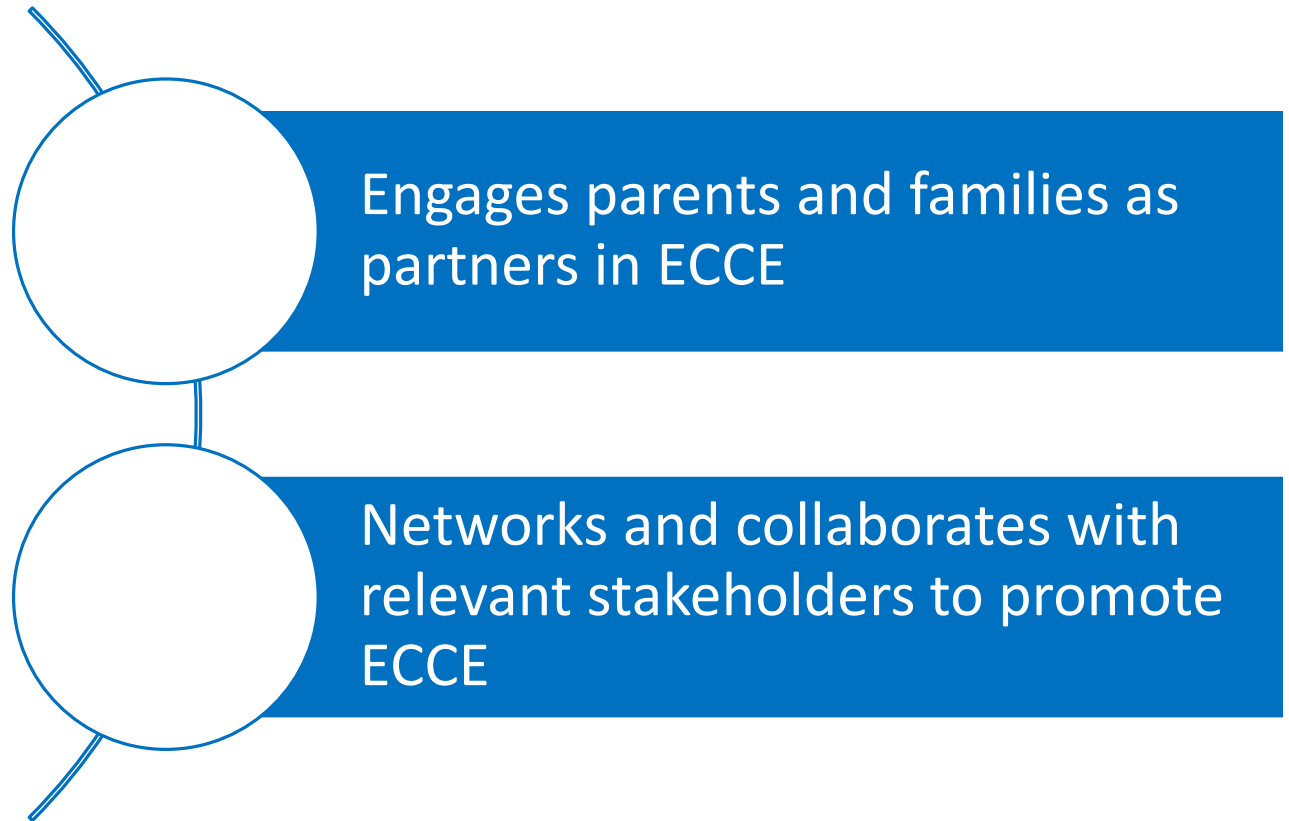 Engages parents and families as
partners in ECCE
Networks and collaborates with
relevant stakeholders to promote
ECCE